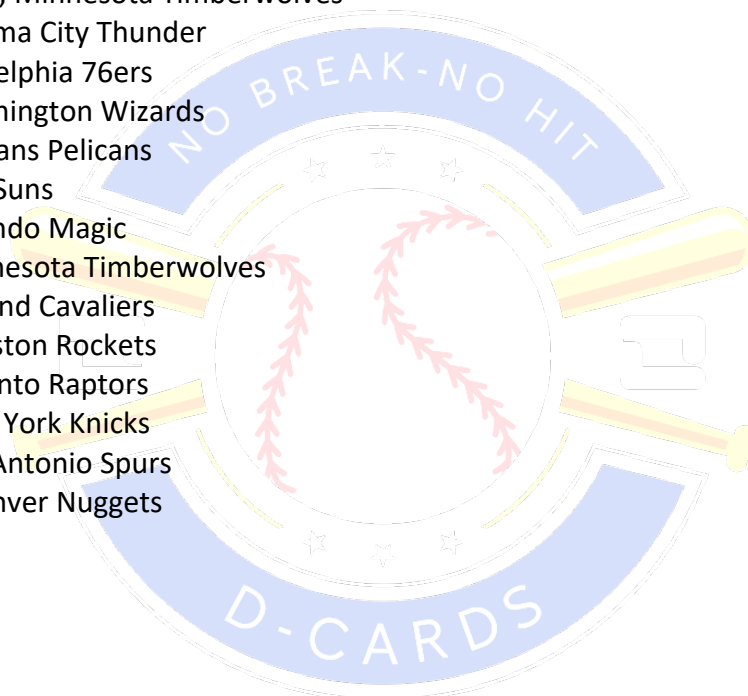 Minnesota Timberwolves
ma City Thunder
elphia 76ers
hington Wizards
ans Pelicans
Suns
ndo Magic
nesota Timberwolves
nd Cavaliers
ston Rockets
nto Raptors
York Knicks
Antonio Spurs
nver Nuggets
NO BREAK-NO HIT
D-CARDS